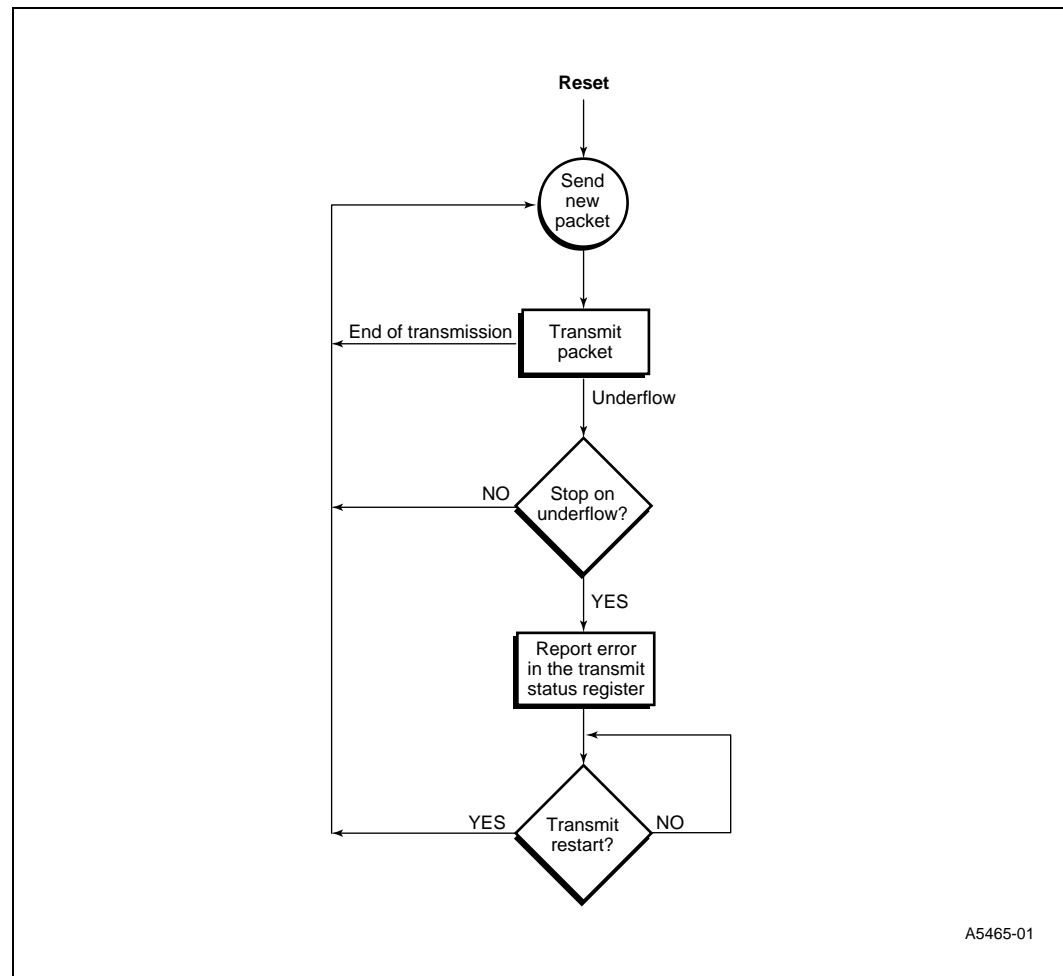 Reset
Send
new
packet
End of transmission
Transmit
packet
Underflow
NO
Stop on
underflow?
YES
Report error
in the transmit
status register
YES
Transmit
restart?
NO
A5465-01